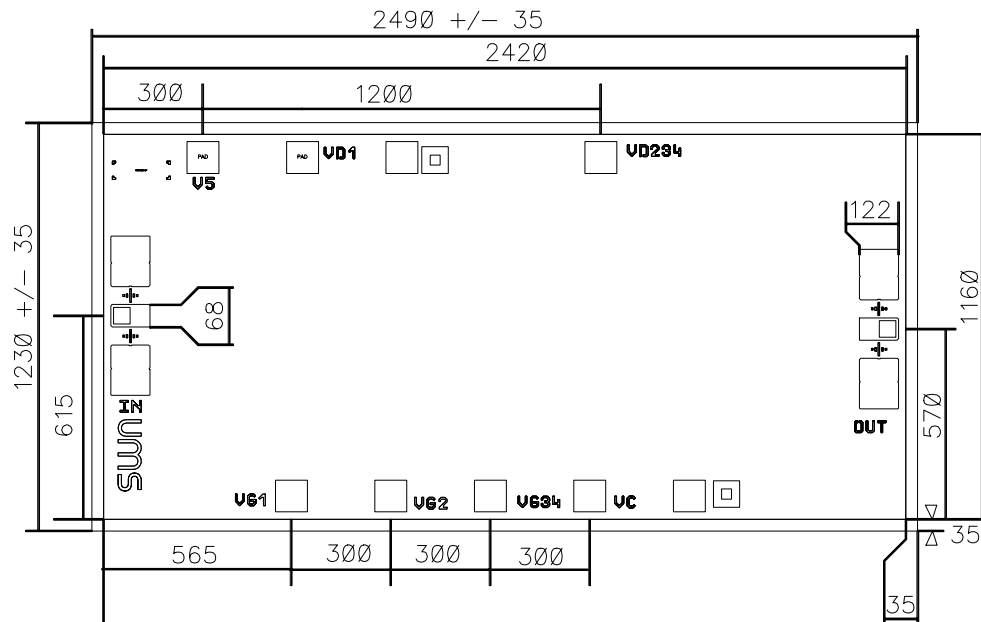 2490 +/- 35
2420
300
1200
PAD
PAD
VD1
VD234
V5
122
1230 +/- 35
1160
68
615
570
IN
ums
OUT
VG1
VG2
VG34
VC
35
565
300
300
300
35